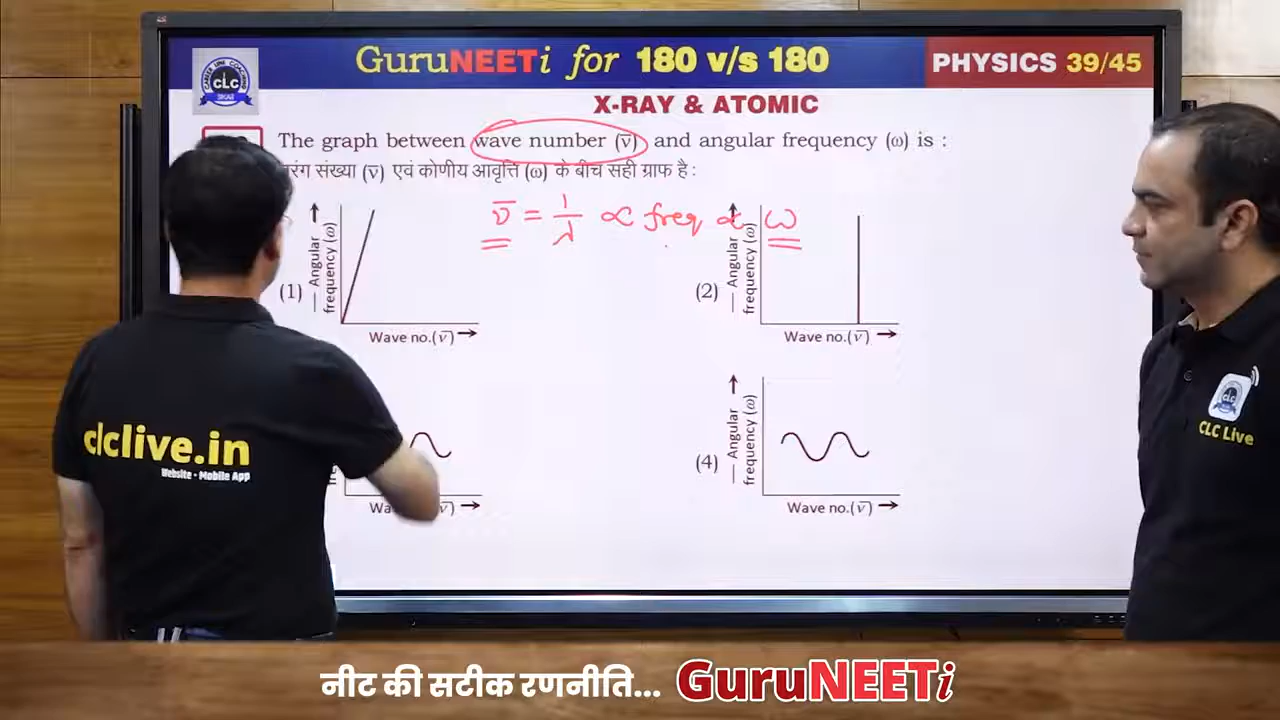 GuruNEETi for 180 v/s 180
PHYSICS 39/45
CLC
X-RAY & ATOMIC
The graph between wave number (ν̅) and angular frequency (ω) is :
संख्या (ν̅) एवं कोणीय आवृत्ति (ω) के बीच सही ग्राफ है :
ν̅ = 1/λ ∝ freq ∝ ω
(1)
Angular frequency (ω)
Wave no.(ν̅)
(2)
Angular frequency (ω)
Wave no.(ν̅)
(4)
Angular frequency (ω)
Wave no.(ν̅)
clclive.in
Website • Mobile App
CLC Live
नीट की सटीक रणनीति... GuruNEETi